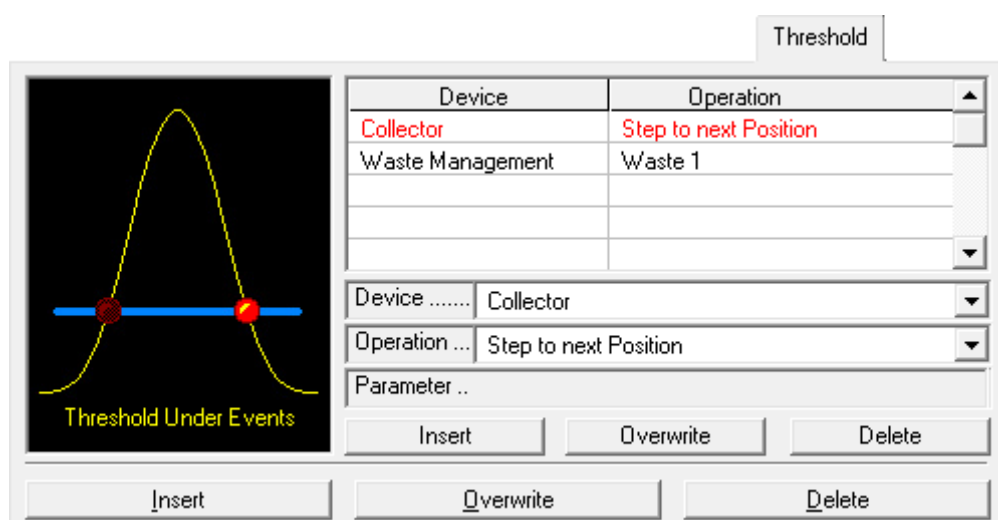 Threshold
Device Operation
Collector Step to next Position
Waste Management Waste 1
Device ....... Collector
Operation ... Step to next Position
Parameter ..
Threshold Under Events
Insert Overwrite Delete
Insert Overwrite Delete